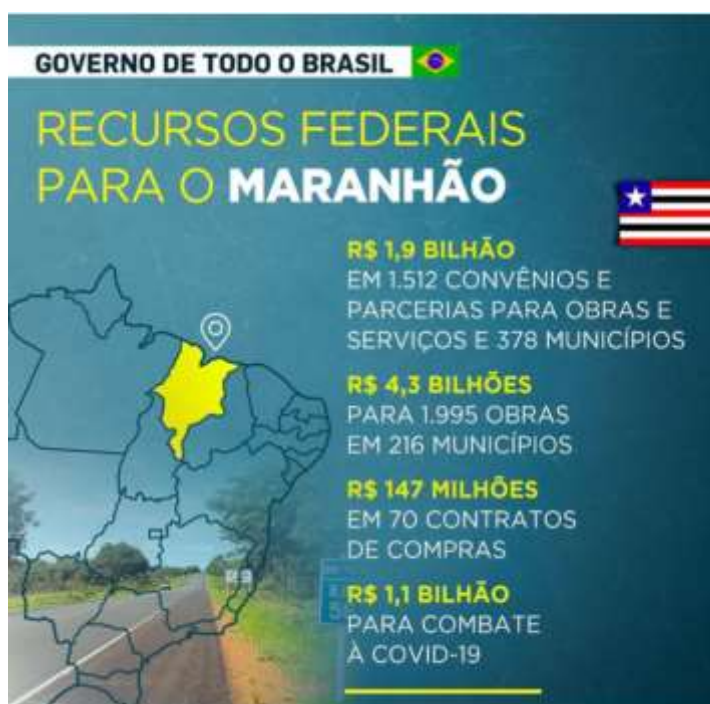 GOVERNO DE TODO O BRASIL
RECURSOS FEDERAIS
PARA O MARANHÃO
R$ 1,9 BILHÃO
EM 1.512 CONVÊNIOS E
PARCERIAS PARA OBRAS E
SERVIÇOS E 378 MUNICÍPIOS
R$ 4,3 BILHÕES
PARA 1.995 OBRAS
EM 216 MUNICÍPIOS
R$ 147 MILHÕES
EM 70 CONTRATOS
DE COMPRAS
R$ 1,1 BILHÃO
PARA COMBATE
À COVID-19